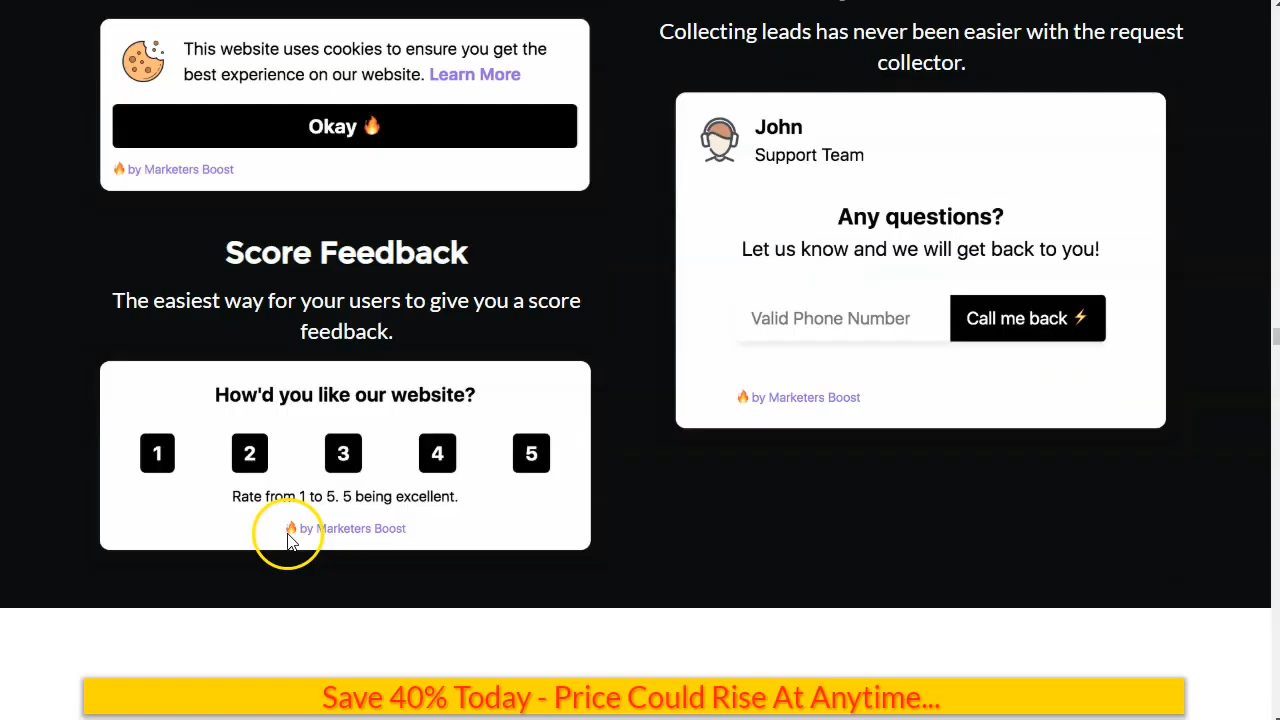 This website uses cookies to ensure you get the
best experience on our website. Learn More
Okay 🔥
🔥 by Marketers Boost
Score Feedback
The easiest way for your users to give you a score
feedback.
How'd you like our website?
1 2 3 4 5
Rate from 1 to 5. 5 being excellent.
🔥 by Marketers Boost
Collecting leads has never been easier with the request
collector.
John
Support Team
Any questions?
Let us know and we will get back to you!
Valid Phone Number
Call me back ⚡
🔥 by Marketers Boost
Save 40% Today - Price Could Rise At Anytime...